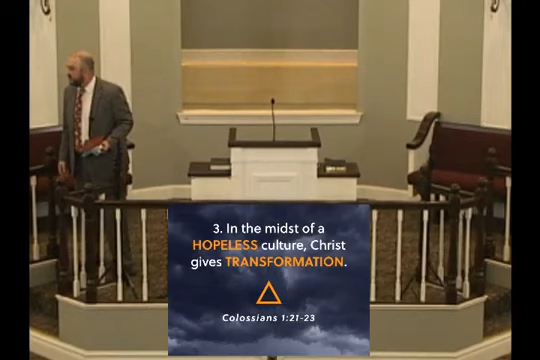 3. In the midst of a
HOPELESS culture, Christ
gives TRANSFORMATION.
Colossians 1:21-23